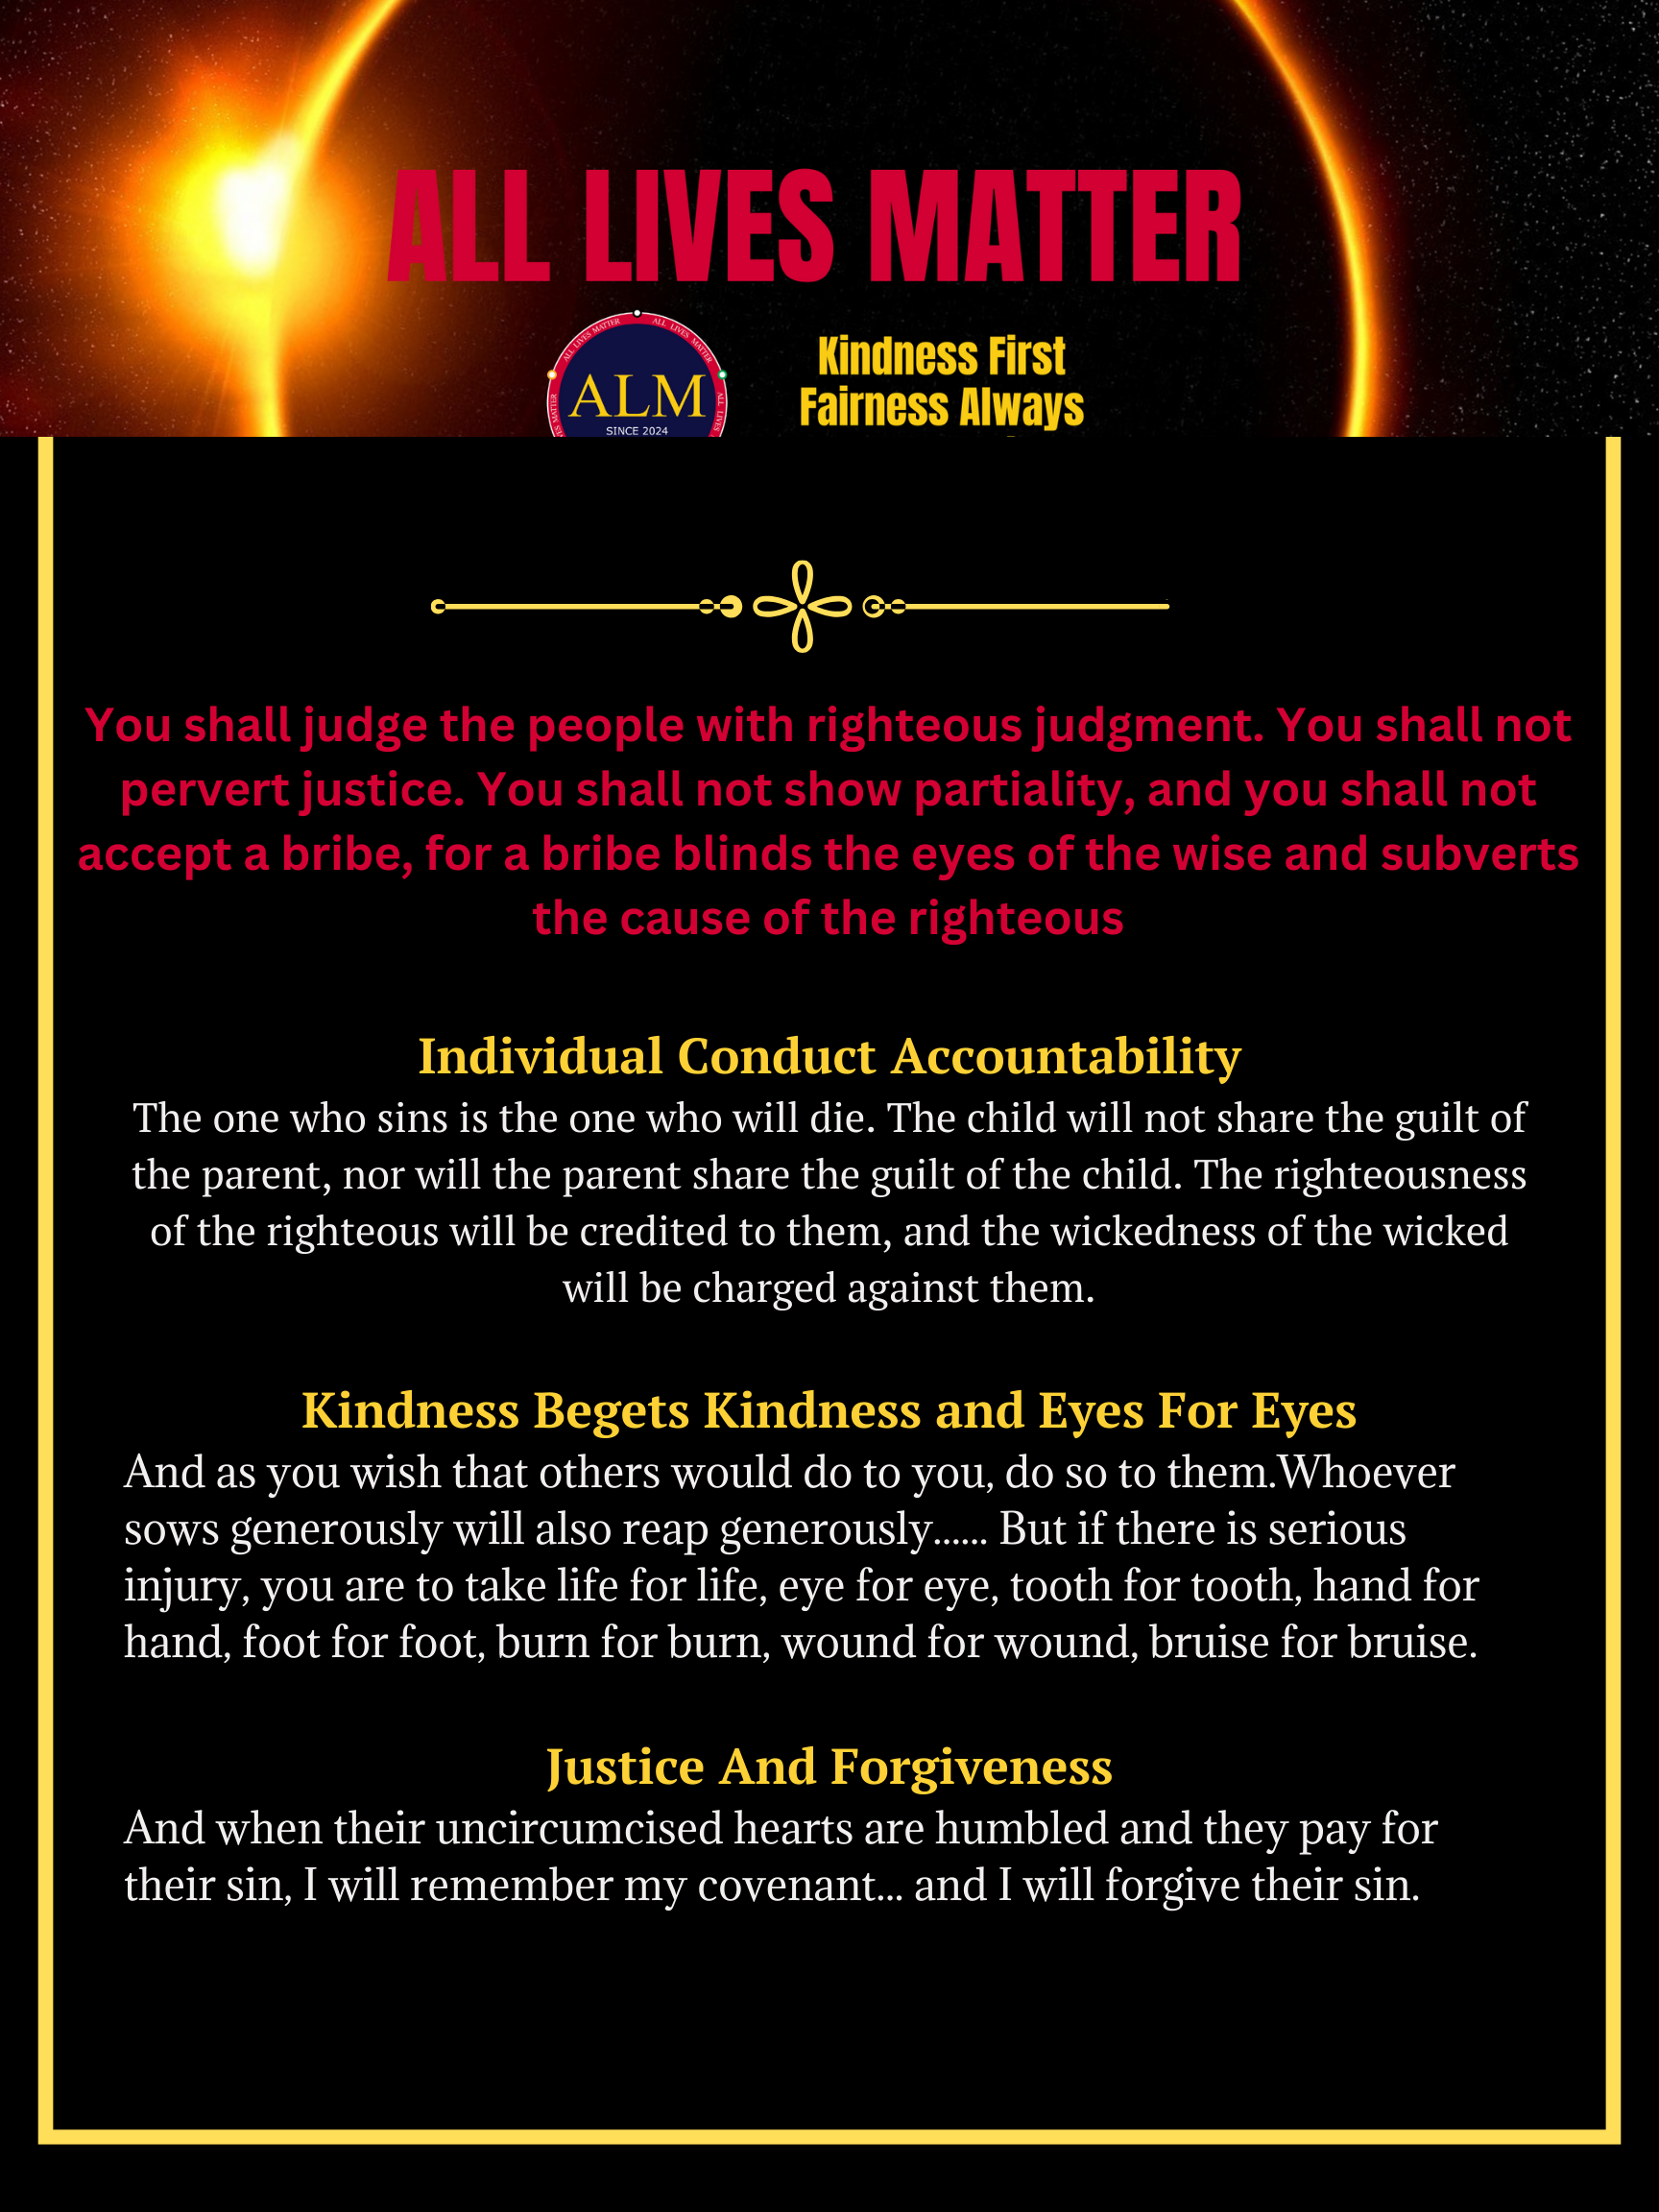 ALL LIVES MATTER
ALL LIVES MATTER
ALL LIVES MATTER
ALL LIVES
MATTER
ALM
SINCE 2024
Kindness First
Fairness Always
You shall judge the people with righteous judgment. You shall not
pervert justice. You shall not show partiality, and you shall not
accept a bribe, for a bribe blinds the eyes of the wise and subverts
the cause of the righteous
Individual Conduct Accountability
The one who sins is the one who will die. The child will not share the guilt of
the parent, nor will the parent share the guilt of the child. The righteousness
of the righteous will be credited to them, and the wickedness of the wicked
will be charged against them.
Kindness Begets Kindness and Eyes For Eyes
And as you wish that others would do to you, do so to them.Whoever
sows generously will also reap generously...... But if there is serious
injury, you are to take life for life, eye for eye, tooth for tooth, hand for
hand, foot for foot, burn for burn, wound for wound, bruise for bruise.
Justice And Forgiveness
And when their uncircumcised hearts are humbled and they pay for
their sin, I will remember my covenant... and I will forgive their sin.